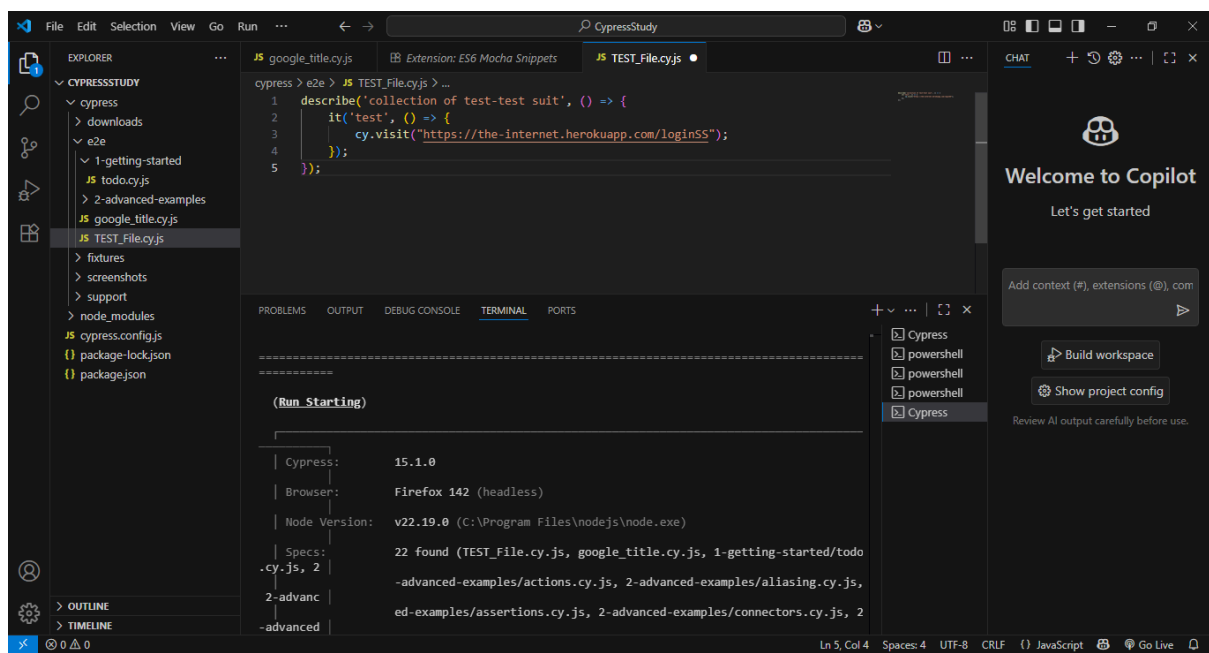 File Edit Selection View Go Run ··· ← → CypressStudy
EXPLORER ···
CYPRESSSTUDY
cypress
downloads
e2e
1-getting-started
JS todo.cy.js
2-advanced-examples
JS google_title.cy.js
JS TEST_File.cy.js
fixtures
screenshots
support
node_modules
JS cypress.config.js
{} package-lock.json
{} package.json
OUTLINE
TIMELINE
1
JS google_title.cy.js Extension: ES6 Mocha Snippets JS TEST_File.cy.js ●
cypress > e2e > JS TEST_File.cy.js > ...
1 describe('collection of test-test suit', () => {
2 it('test', () => {
3 cy.visit("https://the-internet.herokuapp.com/loginSS");
4 });
5 });
PROBLEMS OUTPUT DEBUG CONSOLE TERMINAL PORTS
(Run Starting)
│ Cypress: 15.1.0
│ Browser: Firefox 142 (headless)
│ Node Version: v22.19.0 (C:\Program Files\nodejs\node.exe)
│ Specs: 22 found (TEST_File.cy.js, google_title.cy.js, 1-getting-started/todo
.cy.js, 2 │
│ -advanced-examples/actions.cy.js, 2-advanced-examples/aliasing.cy.js,
2-advanc │
│ ed-examples/assertions.cy.js, 2-advanced-examples/connectors.cy.js, 2
-advanced │
Cypress
powershell
powershell
powershell
Cypress
CHAT
Welcome to Copilot
Let's get started
Add context (#), extensions (@), com
Build workspace
Show project config
Review AI output carefully before use.
0 0 Ln 5, Col 4 Spaces: 4 UTF-8 CRLF {} JavaScript Go Live